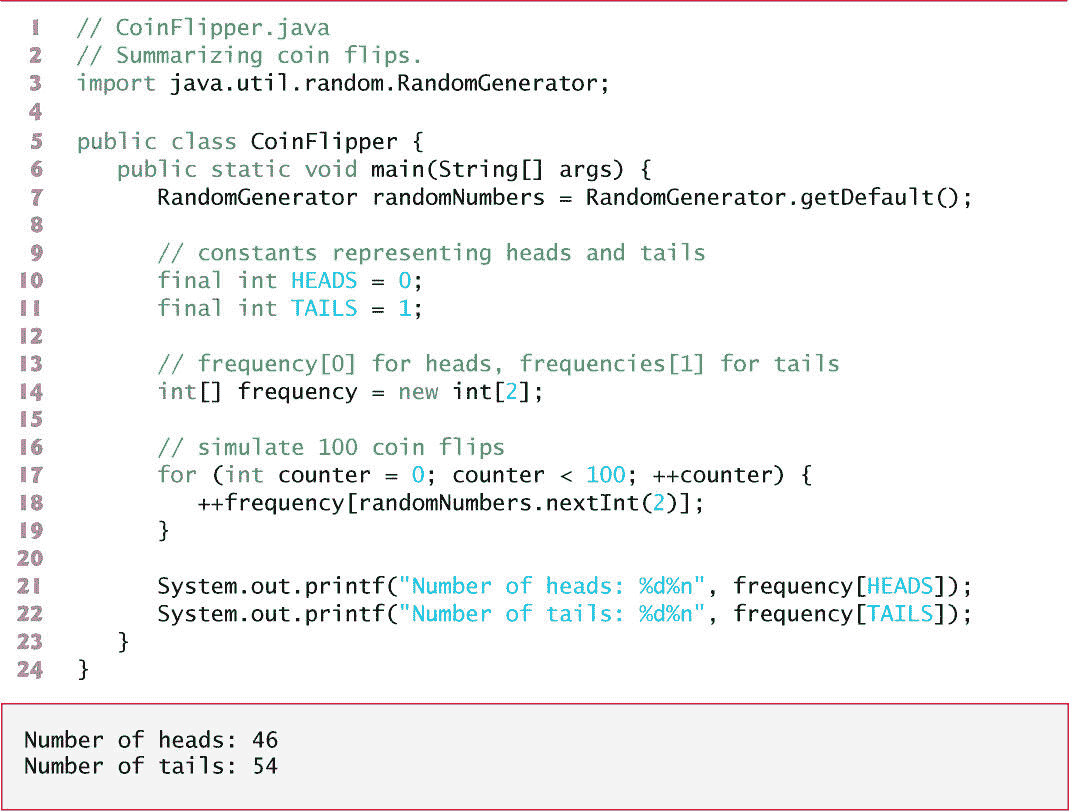 1 // CoinFlipper.java
2 // Summarizing coin flips.
3 import java.util.random.RandomGenerator;
4
5 public class CoinFlipper {
6    public static void main(String[] args) {
7       RandomGenerator randomNumbers = RandomGenerator.getDefault();
8
9       // constants representing heads and tails
10       final int HEADS = 0;
11       final int TAILS = 1;
12
13       // frequency[0] for heads, frequencies[1] for tails
14       int[] frequency = new int[2];
15
16       // simulate 100 coin flips
17       for (int counter = 0; counter < 100; ++counter) {
18          ++frequency[randomNumbers.nextInt(2)];
19       }
20
21       System.out.printf("Number of heads: %d%n", frequency[HEADS]);
22       System.out.printf("Number of tails: %d%n", frequency[TAILS]);
23    }
24 }
Number of heads: 46
Number of tails: 54